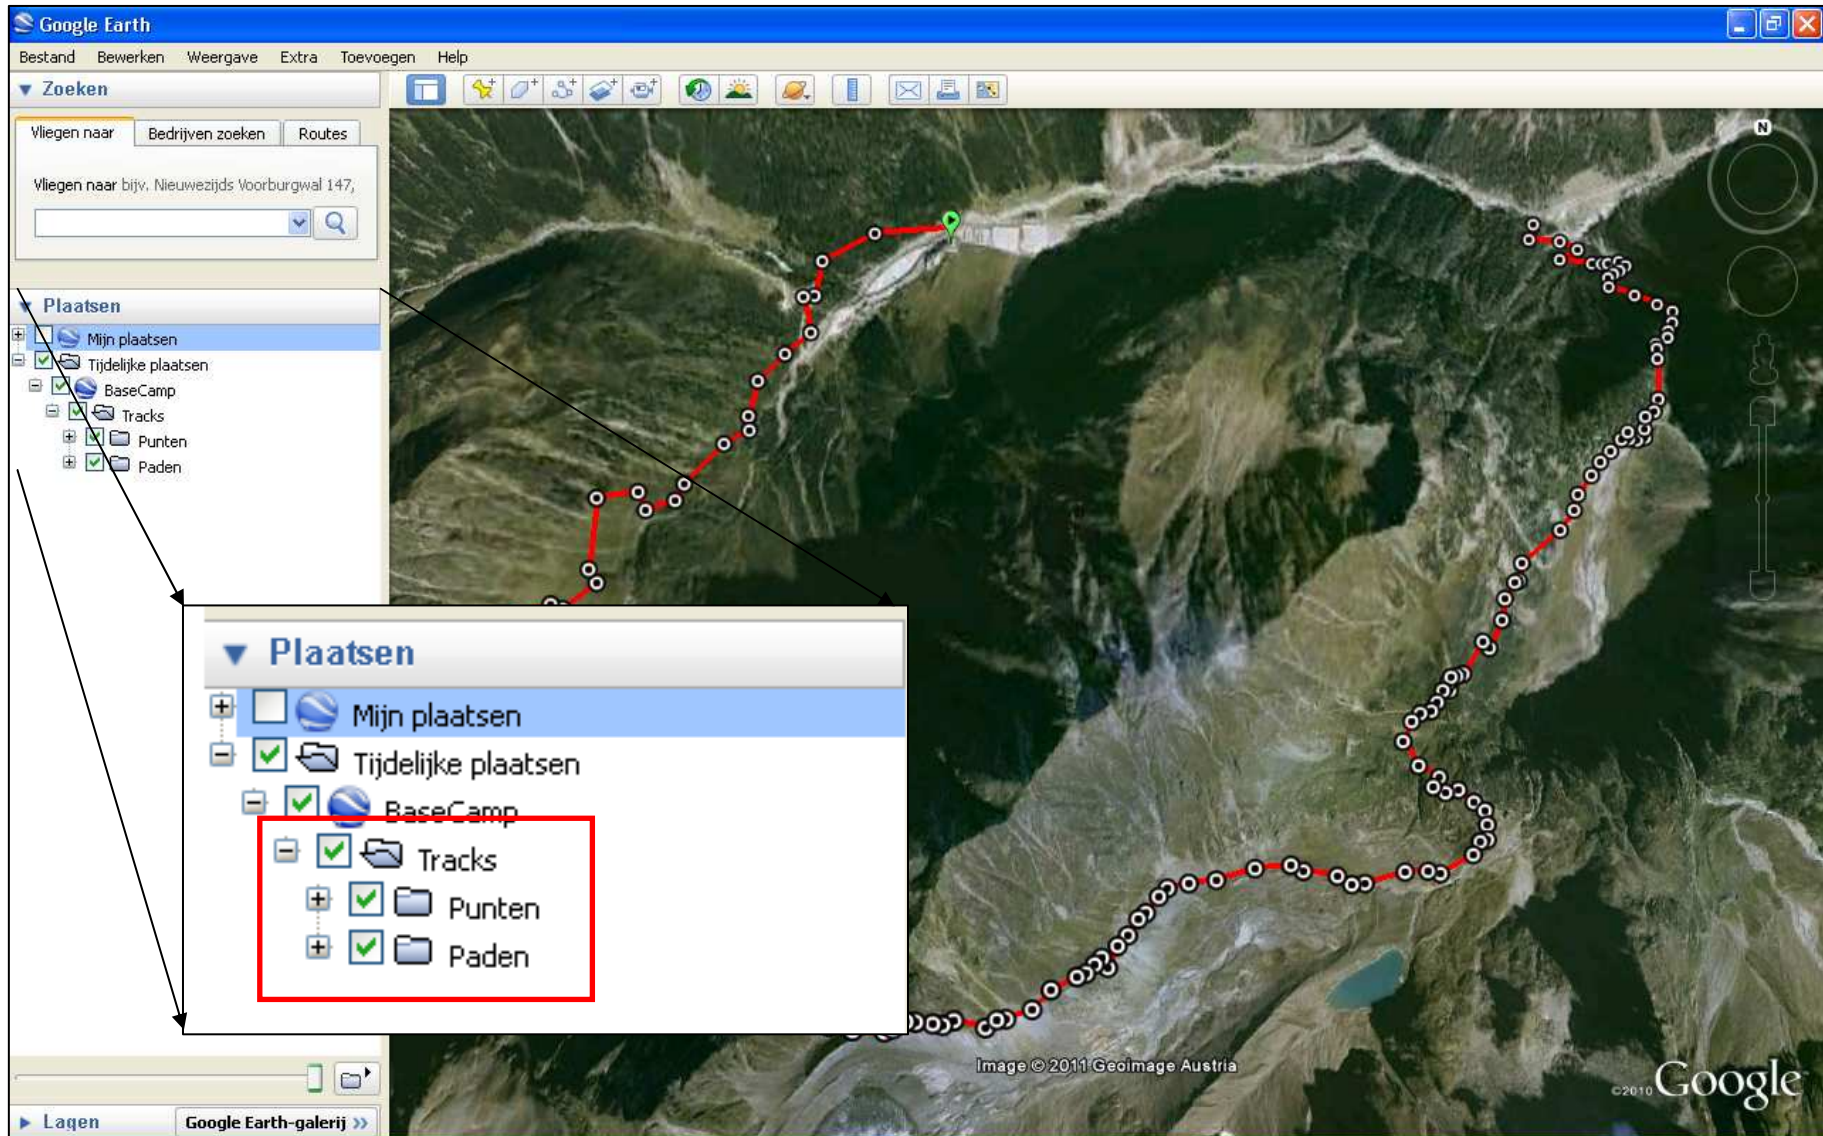 Google Earth
Bestand Bewerken Weergave Extra Toevoegen Help
Zoeken
Vliegen naar Bedrijven zoeken Routes
Vliegen naar bijv. Nieuwezijds Voorburgwal 147,
N
Plaatsen
Mijn plaatsen
Tijdelijke plaatsen
BaseCamp
Tracks
Punten
Paden
Plaatsen
Mijn plaatsen
Tijdelijke plaatsen
BaseCamp
Tracks
Punten
Paden
Image © 2011 Geoimage Austria
©2010 Google
Lagen Google Earth-galerij >>